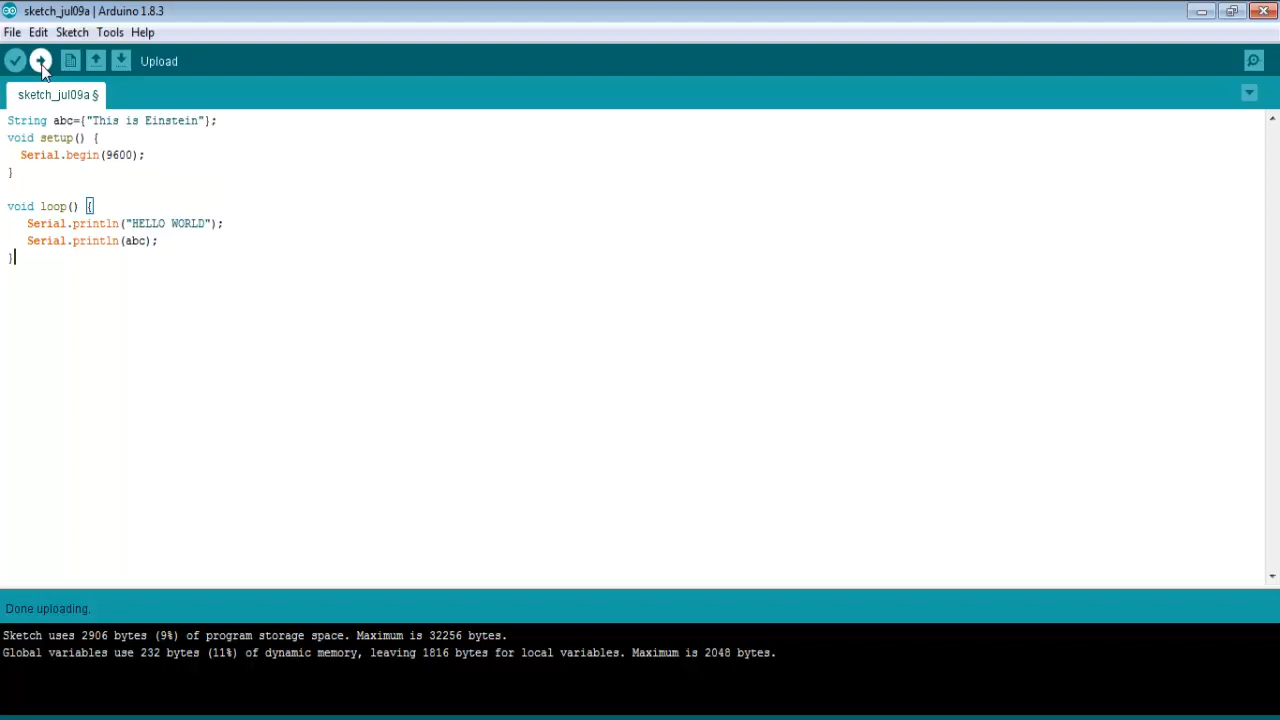 sketch_jul09a | Arduino 1.8.3
File Edit Sketch Tools Help
Upload
sketch_jul09a §
String abc={"This is Einstein"};
void setup() {
  Serial.begin(9600);
}
void loop() {
   Serial.println("HELLO WORLD");
   Serial.println(abc);
}
Done uploading.
Sketch uses 2906 bytes (9%) of program storage space. Maximum is 32256 bytes.
Global variables use 232 bytes (11%) of dynamic memory, leaving 1816 bytes for local variables. Maximum is 2048 bytes.